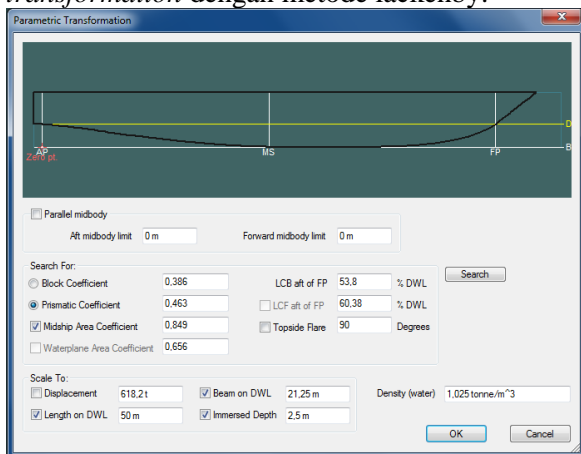 transformation dengan metode lackenby.
Parametric Transformation
D
B
AP
MS
FP
Zero pt.
Parallel midbody
Aft midbody limit 0 m Forward midbody limit 0 m
Search For:
Block Coefficient 0,386 LCB aft of FP 53,8 % DWL Search
Prismatic Coefficient 0,463 LCF aft of FP 60,38 % DWL
Midship Area Coefficient 0,849 Topside Flare 90 Degrees
Waterplane Area Coefficient 0,656
Scale To:
Displacement 618,2 t Beam on DWL 21,25 m Density (water) 1,025 tonne/m^3
Length on DWL 50 m Immersed Depth 2,5 m
OK Cancel